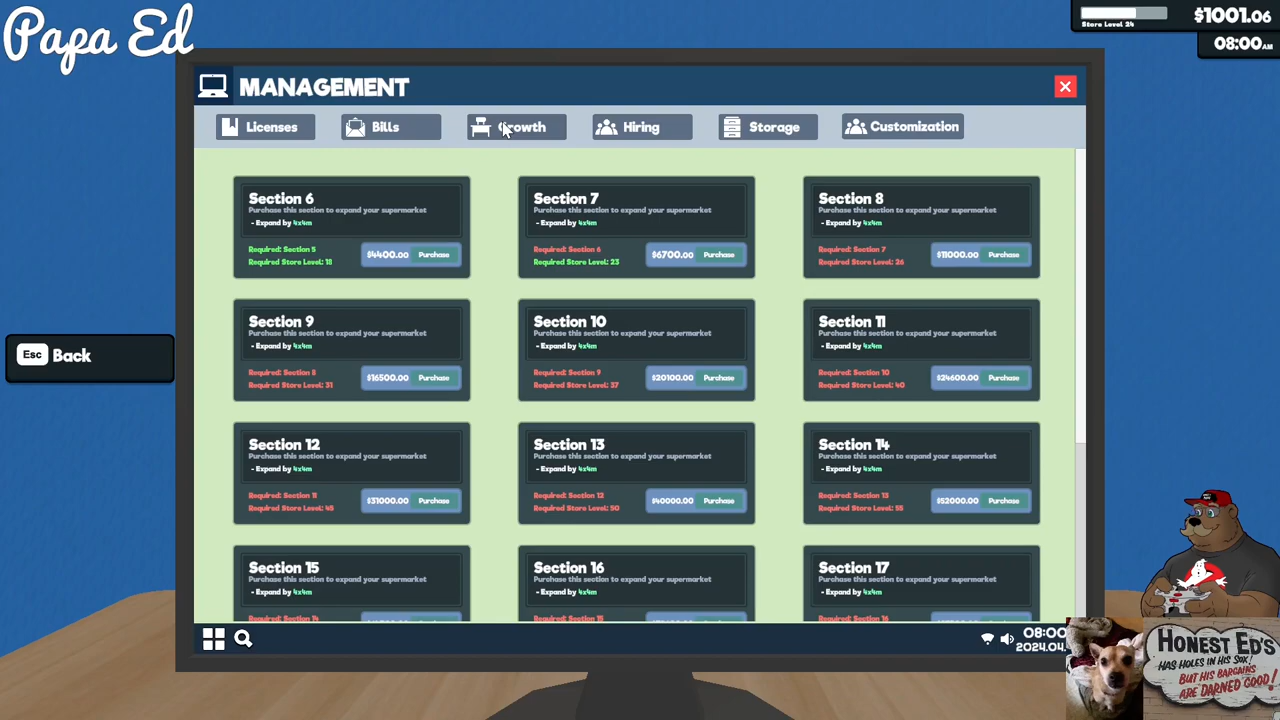 Papa Ed
Store Level 24
$1001.06
08:00AM
MANAGEMENT
Licenses
Bills
Growth
Hiring
Storage
Customization
Section 6
Purchase this section to expand your supermarket
- Expand by 4x4m
Required: Section 5
Required Store Level: 18
$4400.00 Purchase
Section 7
Purchase this section to expand your supermarket
- Expand by 4x4m
Required: Section 6
Required Store Level: 23
$6700.00 Purchase
Section 8
Purchase this section to expand your supermarket
- Expand by 4x4m
Required: Section 7
Required Store Level: 26
$11000.00 Purchase
Section 9
Purchase this section to expand your supermarket
- Expand by 4x4m
Required: Section 8
Required Store Level: 31
$16500.00 Purchase
Section 10
Purchase this section to expand your supermarket
- Expand by 4x4m
Required: Section 9
Required Store Level: 37
$20100.00 Purchase
Section 11
Purchase this section to expand your supermarket
- Expand by 4x4m
Required: Section 10
Required Store Level: 40
$24600.00 Purchase
Section 12
Purchase this section to expand your supermarket
- Expand by 4x4m
Required: Section 11
Required Store Level: 45
$31000.00 Purchase
Section 13
Purchase this section to expand your supermarket
- Expand by 4x4m
Required: Section 12
Required Store Level: 50
$40000.00 Purchase
Section 14
Purchase this section to expand your supermarket
- Expand by 4x4m
Required: Section 13
Required Store Level: 55
$52000.00 Purchase
Section 15
Purchase this section to expand your supermarket
- Expand by 4x4m
Required: Section 14
Section 16
Purchase this section to expand your supermarket
- Expand by 4x4m
Required: Section 15
Section 17
Purchase this section to expand your supermarket
- Expand by 4x4m
Required: Section 16
Esc Back
08:00
2024.04.
HONEST ED'S
HAS HOLES IN HIS SOX!
BUT HIS BARGAINS
ARE DARNED GOOD!